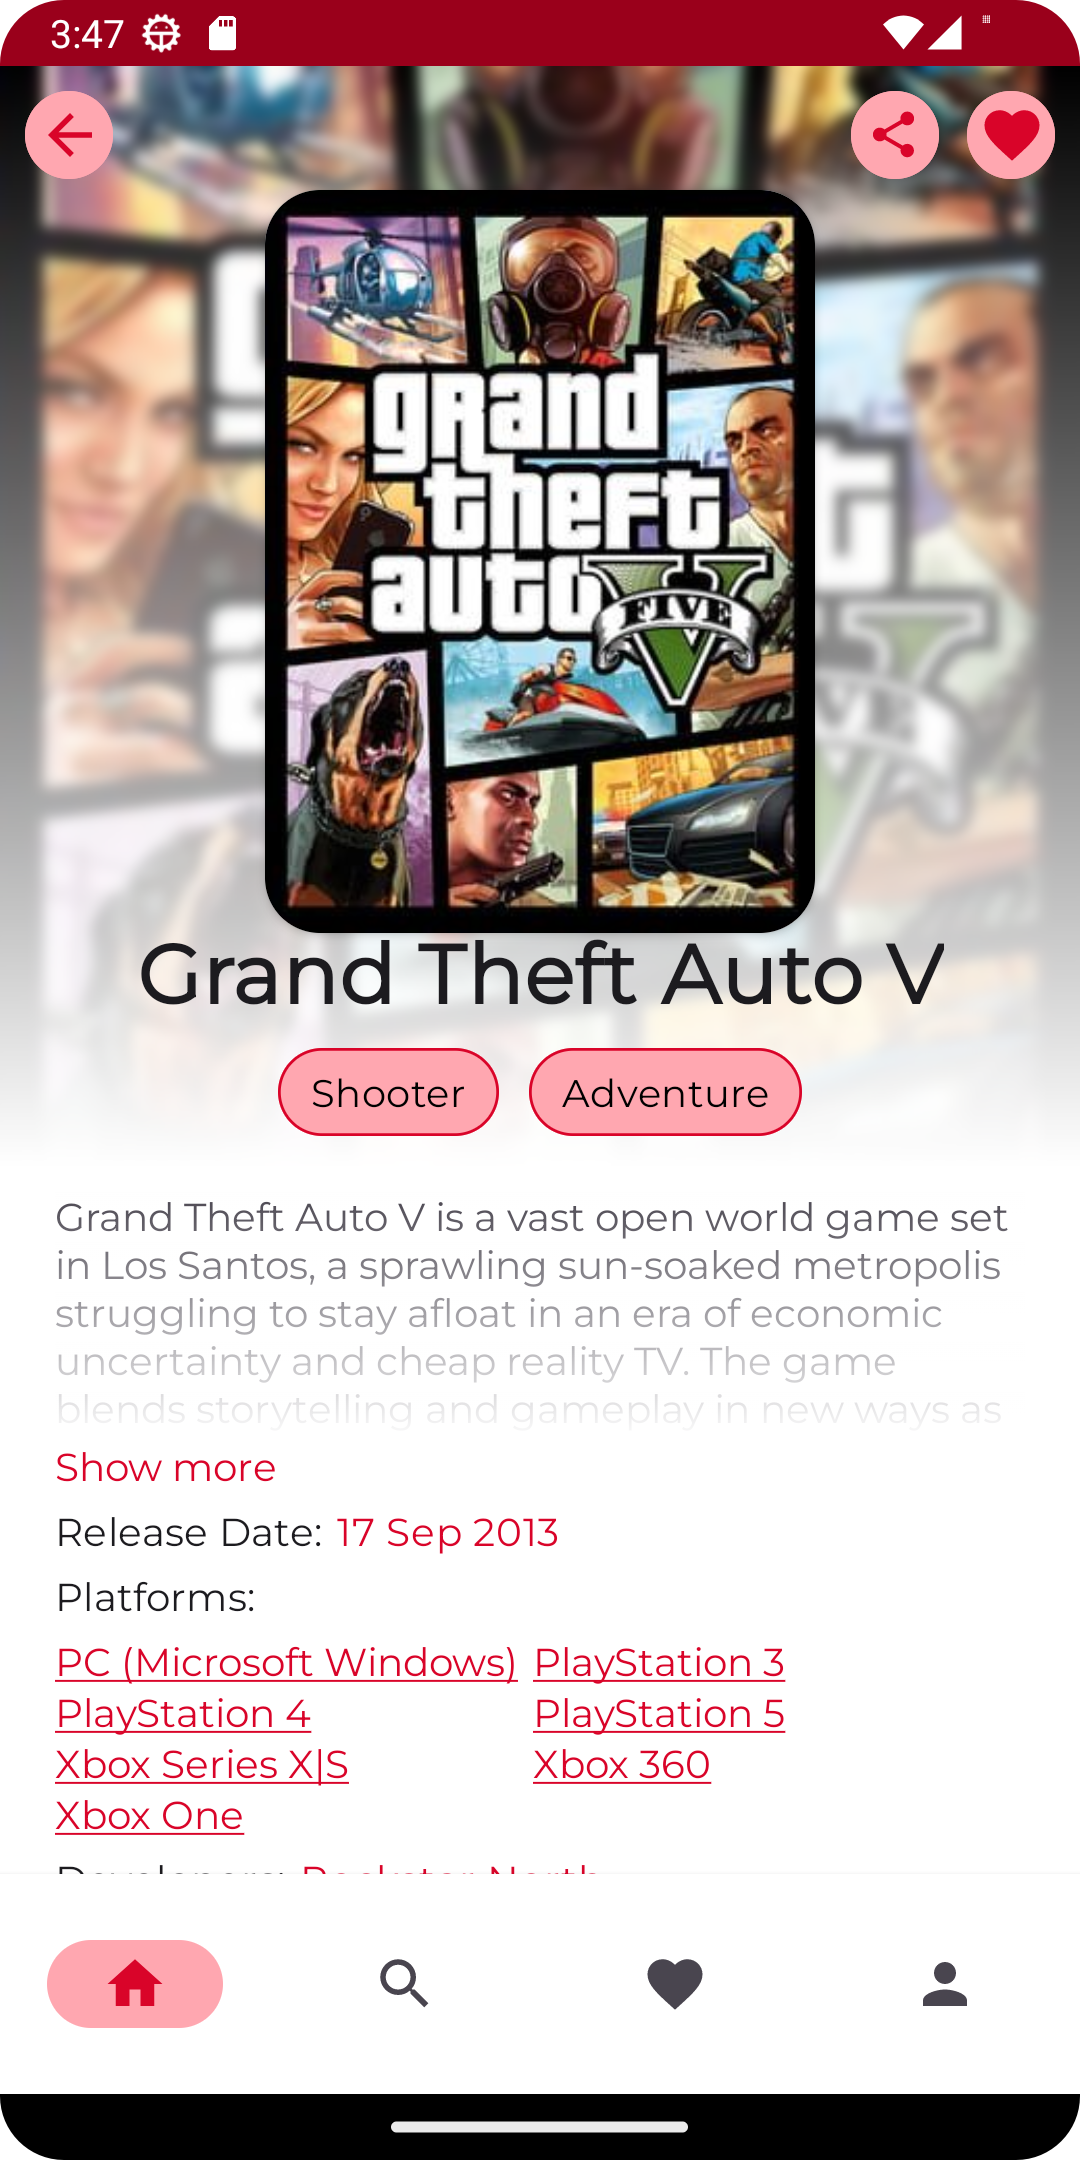 3:47
grand
theft
auto
FIVE
Grand Theft Auto V
Shooter Adventure
Grand Theft Auto V is a vast open world game set
in Los Santos, a sprawling sun-soaked metropolis
struggling to stay afloat in an era of economic
uncertainty and cheap reality TV. The game
blends storytelling and gameplay in new ways as
Show more
Release Date: 17 Sep 2013
Platforms:
PC (Microsoft Windows) PlayStation 3
PlayStation 4 PlayStation 5
Xbox Series X|S Xbox 360
Xbox One
Developers: Rockstar North